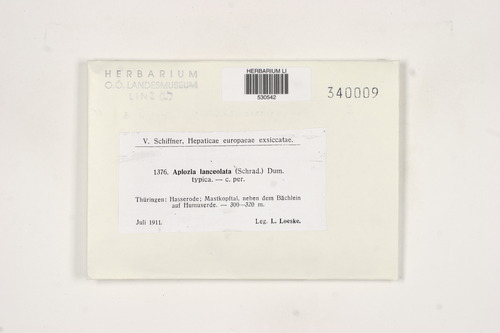 HERBARIUM
O.Ö. LANDESMUSEUM
LINZ
HERBARIUM LI
530542
340009
V. Schiffner, Hepaticae europaeae exsiccatae.
1376. Aplozia lanceolata (Schrad.) Dum.
typica. — c. per.
Thüringen: Hasserode; Mastkopftal, neben dem Bächlein
auf Humuserde. — 300—320 m.
Juli 1911.
Leg. L. Loeske.